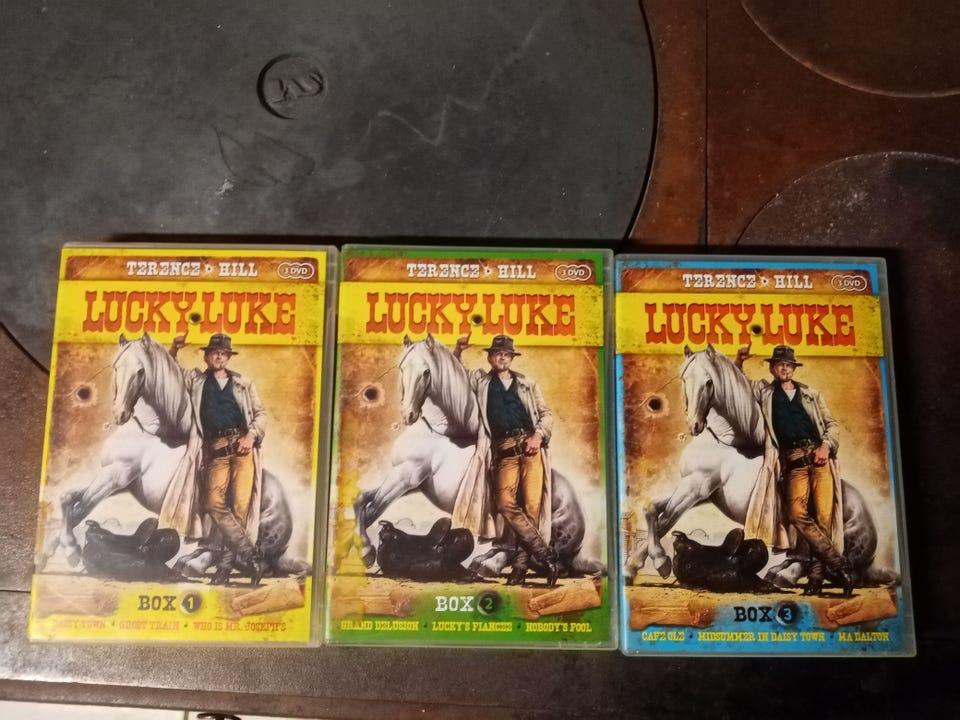 TERENCE HILL
3 DVD
LUCKY LUKE
BOX 1
DAISY TOWN • GHOST TRAIN • WHO IS MR. JOSEPHS
TERENCE HILL
3 DVD
LUCKY LUKE
BOX 2
GRAND DELUSION • LUCKY'S FIANCEE • NOBODY'S FOOL
TERENCE HILL
3 DVD
LUCKY LUKE
BOX 3
CAFE OLE • MIDSUMMER IN DAISY TOWN • MA DALTON